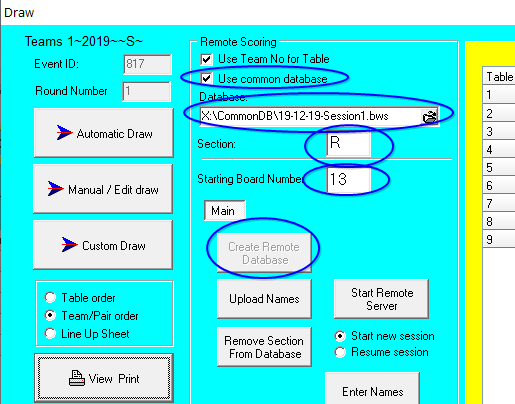 Draw
Teams 1~2019~~S~
Event ID: 817
Round Number 1
Automatic Draw
Manual / Edit draw
Custom Draw
Table order
Team/Pair order
Line Up Sheet
View Print
Remote Scoring
Use Team No for Table
Use common database
Database:
X:\CommonDB\19-12-19-Session1.bws
Section: R
Starting Board Number 13
Main
Create Remote
Database
Upload Names
Start Remote
Server
Remove Section
From Database
Start new session
Resume session
Enter Names
Table
1
2
3
4
5
6
7
8
9